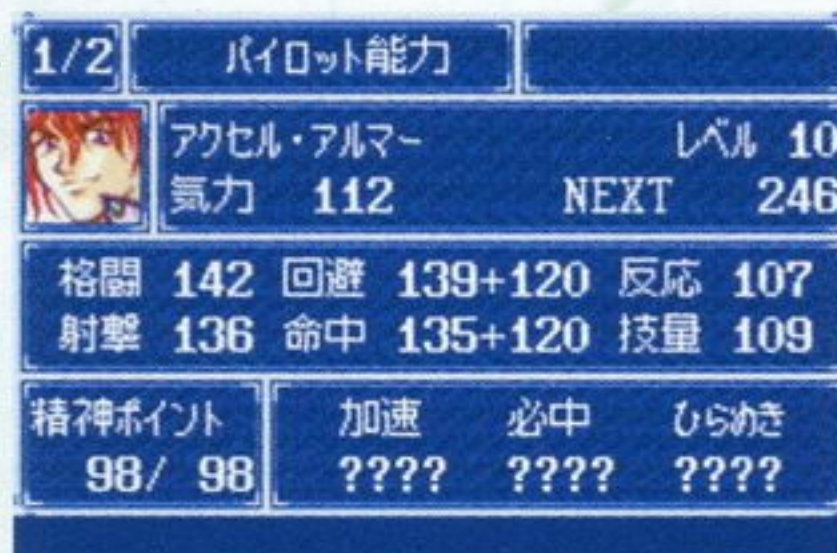 1/2 パイロット能力
アクセル・アルマー レベル 10
気力 112 NEXT 246
格闘 142 回避 139+120 反応 107
射撃 136 命中 135+120 技量 109
精神ポイント 加速 必中 ひらめき
98/ 98 ???? ???? ????